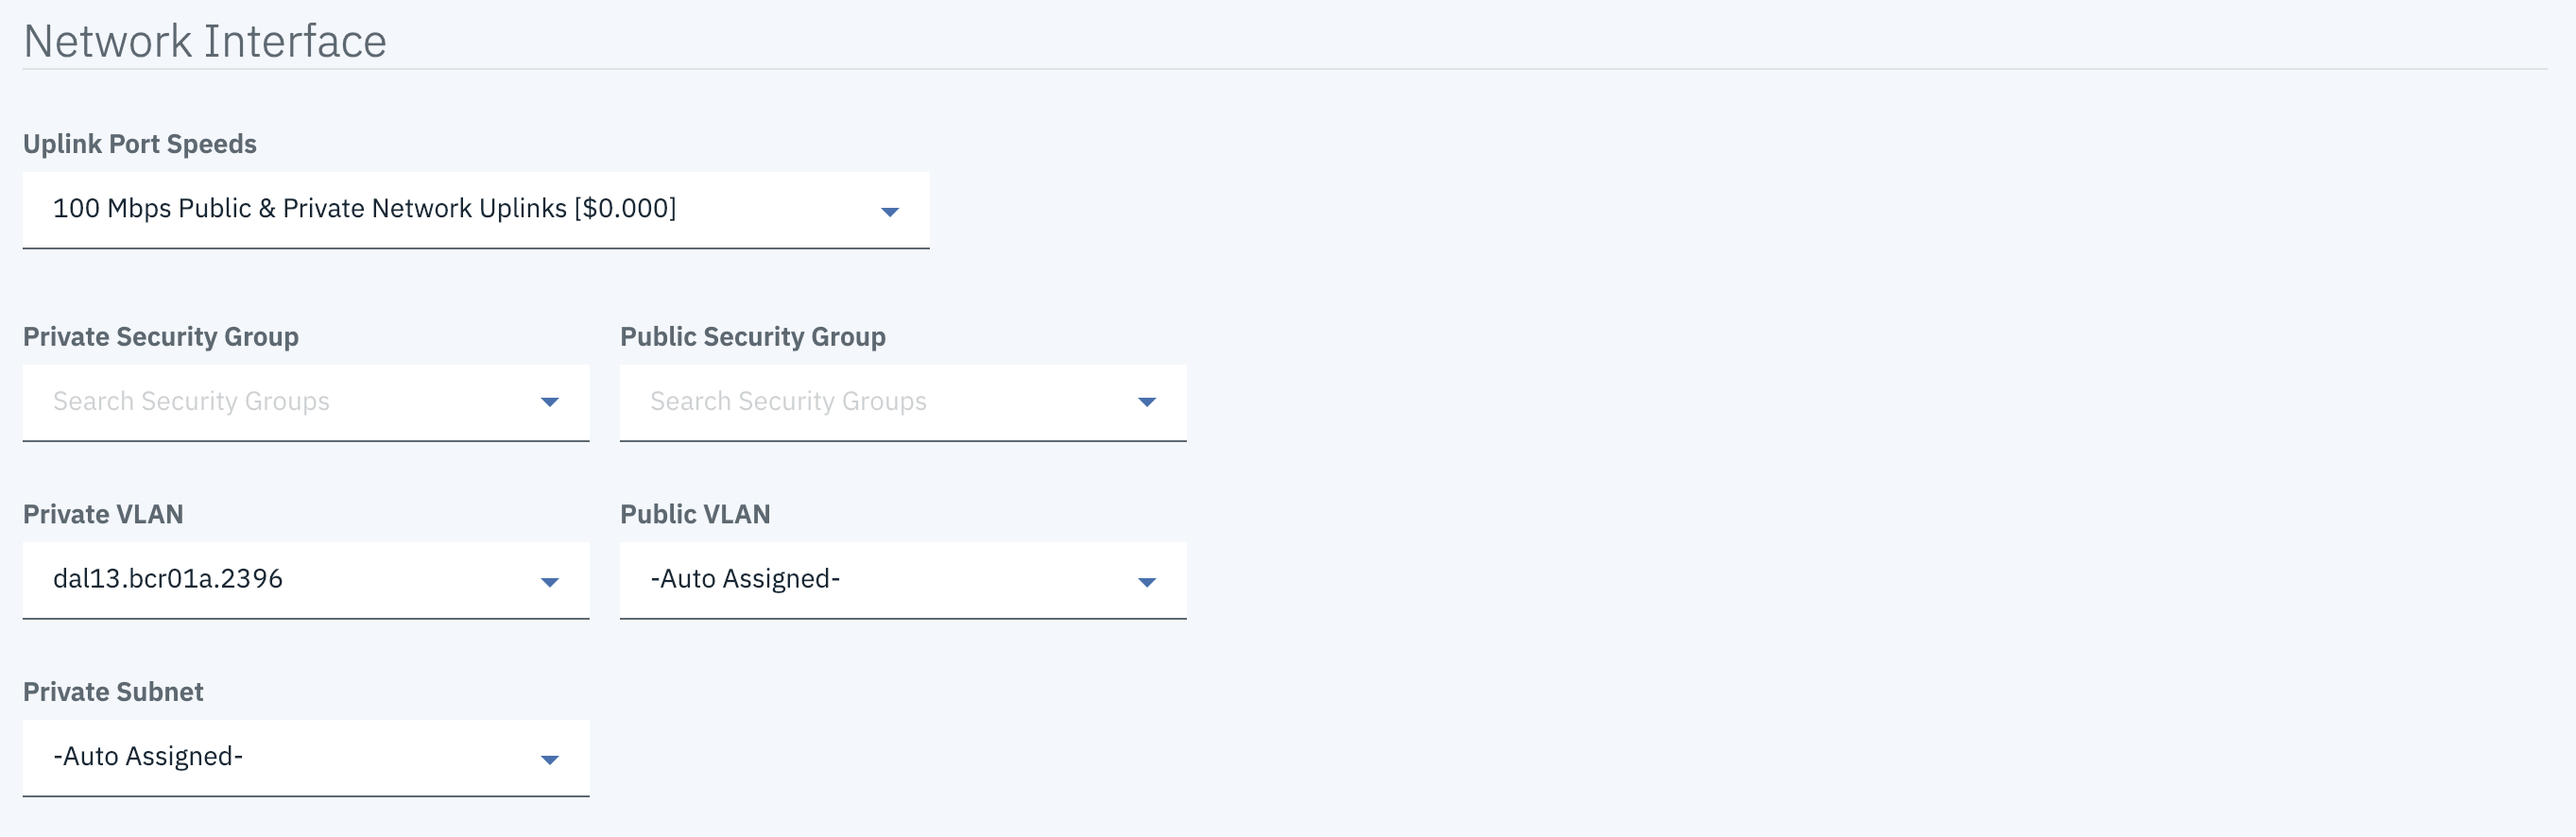 Network Interface
Uplink Port Speeds
100 Mbps Public & Private Network Uplinks [$0.000]
Private Security Group
Public Security Group
Search Security Groups
Search Security Groups
Private VLAN
Public VLAN
dal13.bcr01a.2396
-Auto Assigned-
Private Subnet
-Auto Assigned-